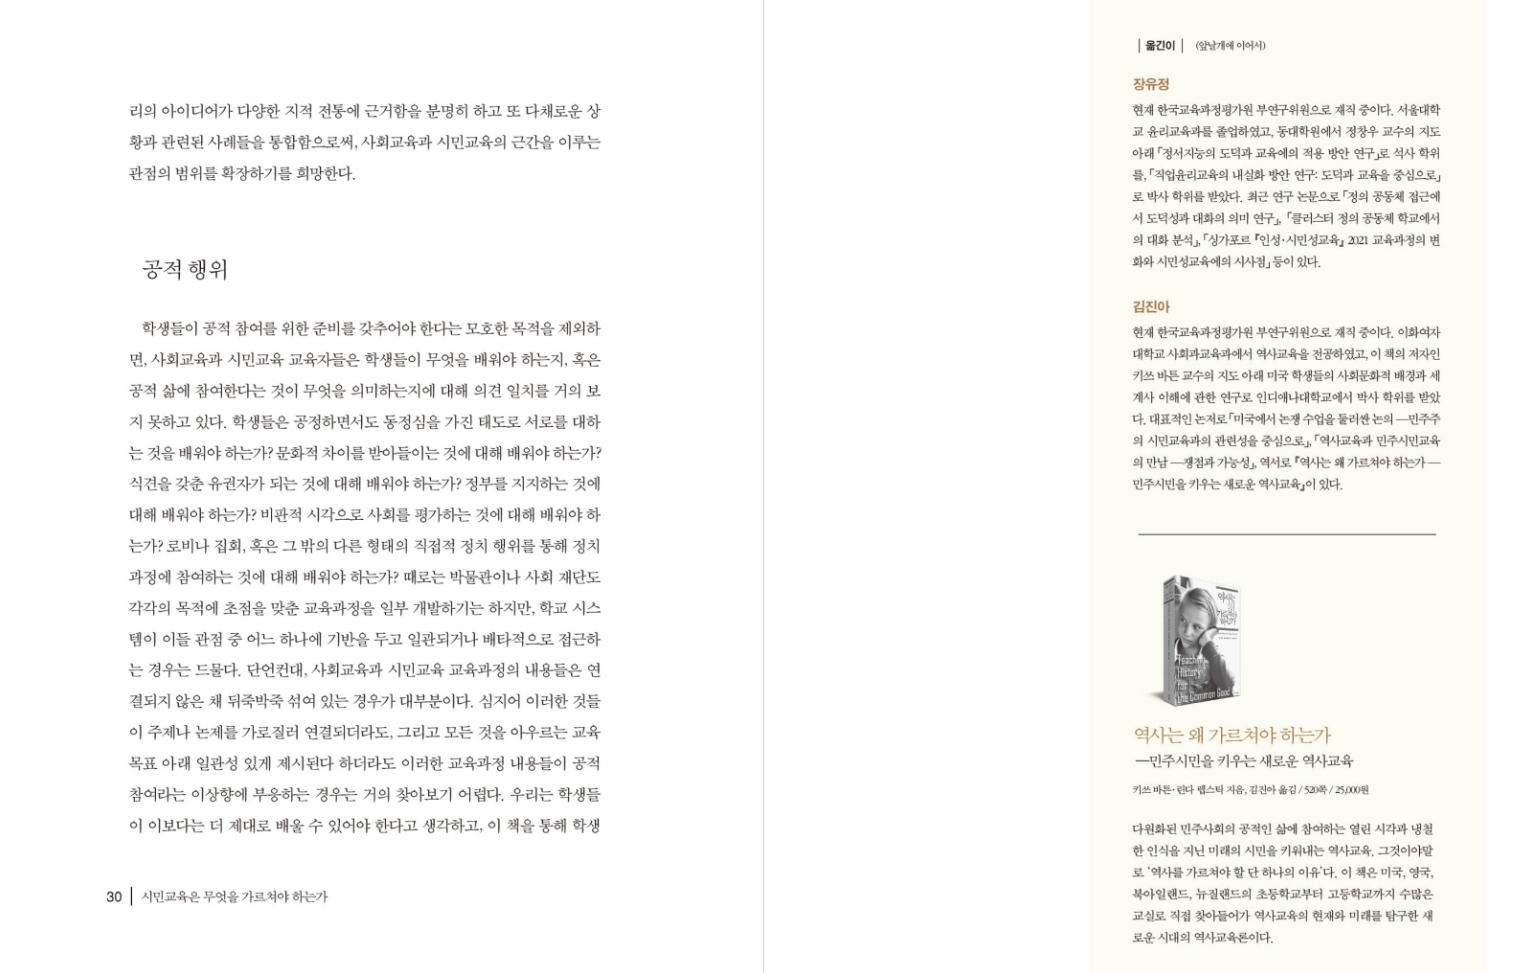 리의 아이디어가 다양한 지적 전통에 근거함을 분명히 하고 또 다채로운 상
황과 관련된 사례들을 통합함으로써, 사회교육과 시민교육의 근간을 이루는
관점의 범위를 확장하기를 희망한다.
공적 행위
학생들이 공적 참여를 위한 준비를 갖추어야 한다는 모호한 목적을 제외하
면, 사회교육과 시민교육 교육자들은 학생들이 무엇을 배워야 하는지, 혹은
공적 삶에 참여한다는 것이 무엇을 의미하는지에 대해 의견 일치를 거의 보
지 못하고 있다. 학생들은 공정하면서도 동정심을 가진 태도로 서로를 대하
는 것을 배워야 하는가? 문화적 차이를 받아들이는 것에 대해 배워야 하는가?
식견을 갖춘 유권자가 되는 것에 대해 배워야 하는가? 정부를 지지하는 것에
대해 배워야 하는가? 비판적 시각으로 사회를 평가하는 것에 대해 배워야 하
는가? 로비나 집회, 혹은 그 밖의 다른 형태의 직접적 정치 행위를 통해 정치
과정에 참여하는 것에 대해 배워야 하는가? 때로는 박물관이나 사회 재단도
각각의 목적에 초점을 맞춘 교육과정을 일부 개발하기는 하지만, 학교 시스
템이 이들 관점 중 어느 하나에 기반을 두고 일관되거나 배타적으로 접근하
는 경우는 드물다. 단언컨대, 사회교육과 시민교육 교육과정의 내용들은 연
결되지 않은 채 뒤죽박죽 섞여 있는 경우가 대부분이다. 심지어 이러한 것들
이 주제나 논제를 가로질러 연결되더라도, 그리고 모든 것을 아우르는 교육
목표 아래 일관성 있게 제시된다 하더라도 이러한 교육과정 내용들이 공적
참여라는 이상향에 부응하는 경우는 거의 찾아보기 어렵다. 우리는 학생들
이 이보다는 더 제대로 배울 수 있어야 한다고 생각하고, 이 책을 통해 학생
30 | 시민교육은 무엇을 가르쳐야 하는가
| 옮긴이 | (앞날개에 이어서)
장유정
현재 한국교육과정평가원 부연구위원으로 재직 중이다. 서울대학
교 윤리교육과를 졸업하였고, 동대학원에서 정창우 교수의 지도
아래 「정서지능의 도덕과 교육에의 적용 방안 연구」로 석사 학위
를, 「직업윤리교육의 내실화 방안 연구: 도덕과 교육을 중심으로」
로 박사 학위를 받았다. 최근 연구 논문으로 「정의 공동체 접근에
서 도덕성과 대화의 의미 연구」, 「클러스터 정의 공동체 학교에서
의 대화 분석」, 「싱가포르 『인성·시민성교육』 2021 교육과정의 변
화와 시민성교육에의 시사점」 등이 있다.
김진아
현재 한국교육과정평가원 부연구위원으로 재직 중이다. 이화여자
대학교 사회과교육과에서 역사교육을 전공하였고, 이 책의 저자인
키쓰 바튼 교수의 지도 아래 미국 학생들의 사회문화적 배경과 세
계사 이해에 관한 연구로 인디애나대학교에서 박사 학위를 받았
다. 대표적인 논저로 「미국에서 논쟁 수업을 둘러싼 논의 —민주주
의 시민교육과의 관련성을 중심으로」, 「역사교육과 민주시민교육
의 만남 —쟁점과 가능성」, 역서로 『역사는 왜 가르쳐야 하는가 —
민주시민을 키우는 새로운 역사교육』이 있다.
역사는
왜
가르쳐야
하는가
Teaching
History
for
the Common Good
역사는 왜 가르쳐야 하는가
—민주시민을 키우는 새로운 역사교육
키쓰 바튼·린다 렙스틱 지음, 김진아 옮김 / 520쪽 / 25,000원
다원화된 민주사회의 공적인 삶에 참여하는 열린 시각과 냉철
한 인식을 지닌 미래의 시민을 키워내는 역사교육. 그것이야말
로 ‘역사를 가르쳐야 할 단 하나의 이유’다. 이 책은 미국, 영국,
북아일랜드, 뉴질랜드의 초등학교부터 고등학교까지 수많은
교실로 직접 찾아들어가 역사교육의 현재와 미래를 탐구한 새
로운 시대의 역사교육론이다.